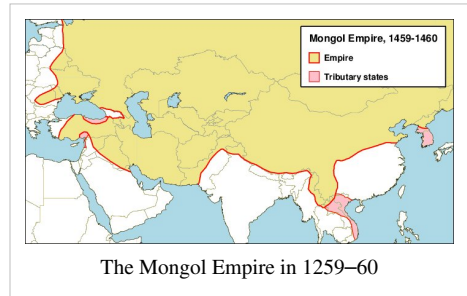 Mongol Empire, 1459-1460
Empire
Tributary states
The Mongol Empire in 1259–60